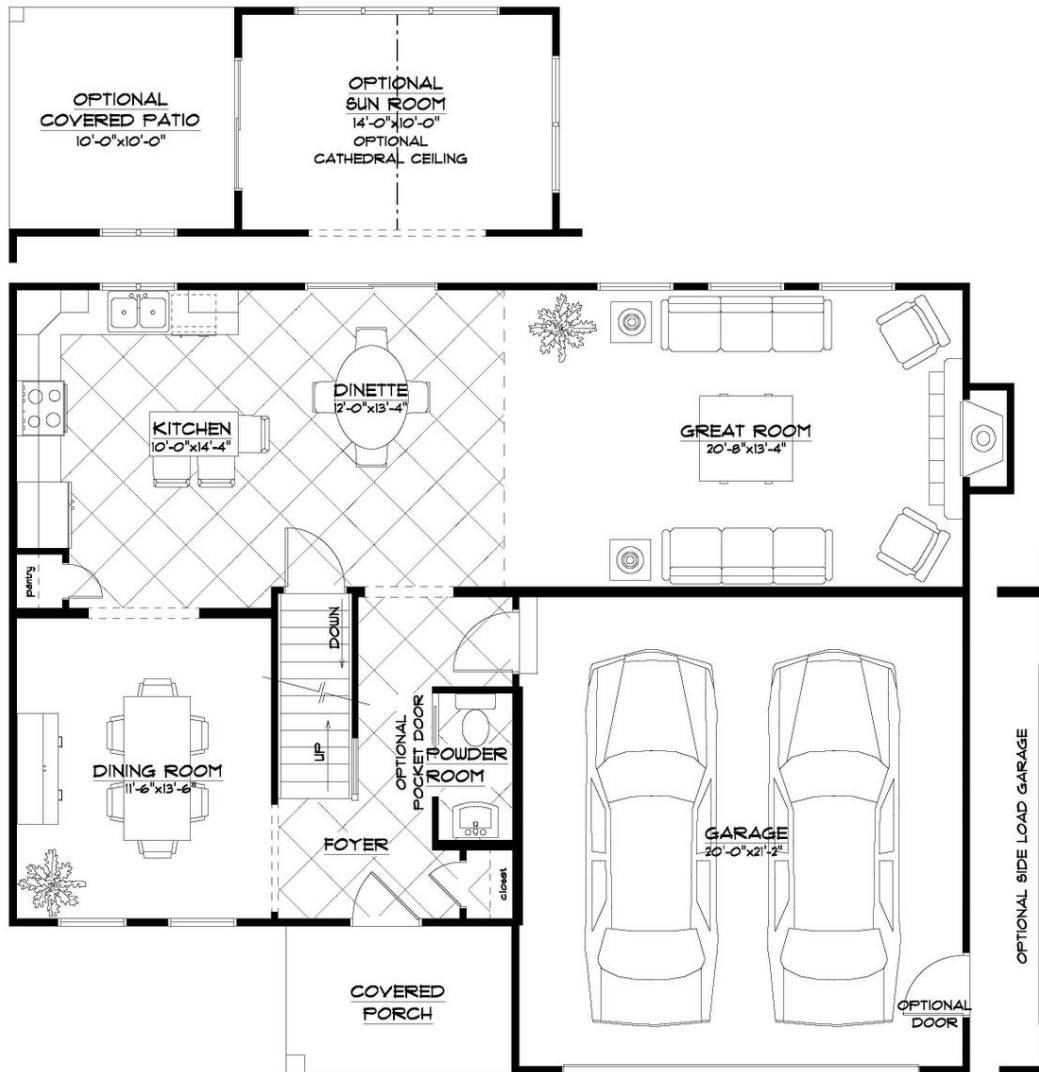 OPTIONAL
COVERED PATIO
10'-0"x10'-0"
OPTIONAL
SUN ROOM
14'-0"x10'-0"
OPTIONAL
CATHEDRAL CEILING
KITCHEN
10'-0"x14'-4"
DINETTE
12'-0"x13'-4"
GREAT ROOM
20'-8"x13'-4"
pantry
DOWN
UP
DINING ROOM
11'-6"x13'-6"
OPTIONAL
POCKET DOOR
POWDER
ROOM
FOYER
closet
GARAGE
20'-0"x21'-2"
OPTIONAL SIDE LOAD GARAGE
COVERED
PORCH
OPTIONAL
DOOR